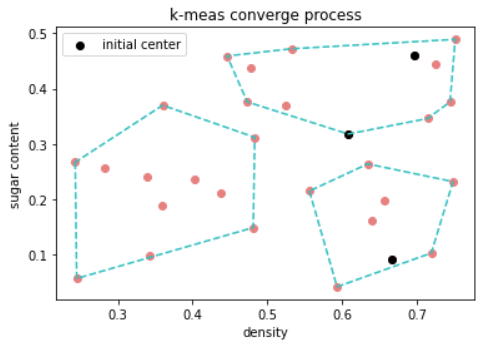 k-meas converge process
initial center
0.5
0.4
0.3
0.2
0.1
sugar content
0.3 0.4 0.5 0.6 0.7
density